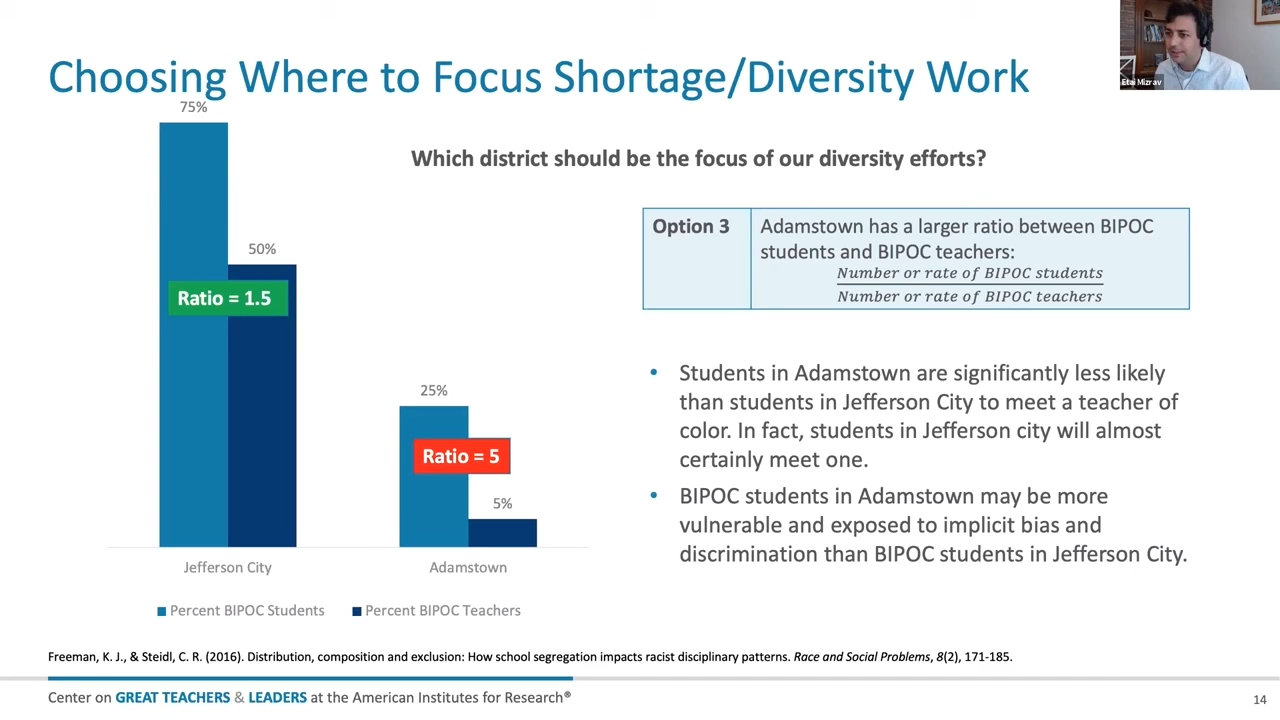 Choosing Where to Focus Shortage/Diversity Work
Etai Mizrav
Which district should be the focus of our diversity efforts?
75%
50%
Ratio = 1.5
25%
Ratio = 5
5%
Jefferson City
Adamstown
Percent BIPOC Students
Percent BIPOC Teachers
Option 3
Adamstown has a larger ratio between BIPOC
students and BIPOC teachers:
Number or rate of BIPOC students
Number or rate of BIPOC teachers
• Students in Adamstown are significantly less likely
than students in Jefferson City to meet a teacher of
color. In fact, students in Jefferson city will almost
certainly meet one.
• BIPOC students in Adamstown may be more
vulnerable and exposed to implicit bias and
discrimination than BIPOC students in Jefferson City.
Freeman, K. J., & Steidl, C. R. (2016). Distribution, composition and exclusion: How school segregation impacts racist disciplinary patterns. Race and Social Problems, 8(2), 171-185.
Center on GREAT TEACHERS & LEADERS at the American Institutes for Research®
14